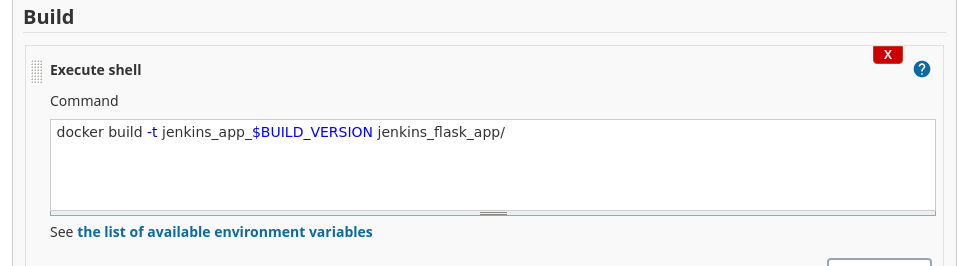 Build
X
Execute shell
?
Command
docker build -t jenkins_app_$BUILD_VERSION jenkins_flask_app/
See the list of available environment variables